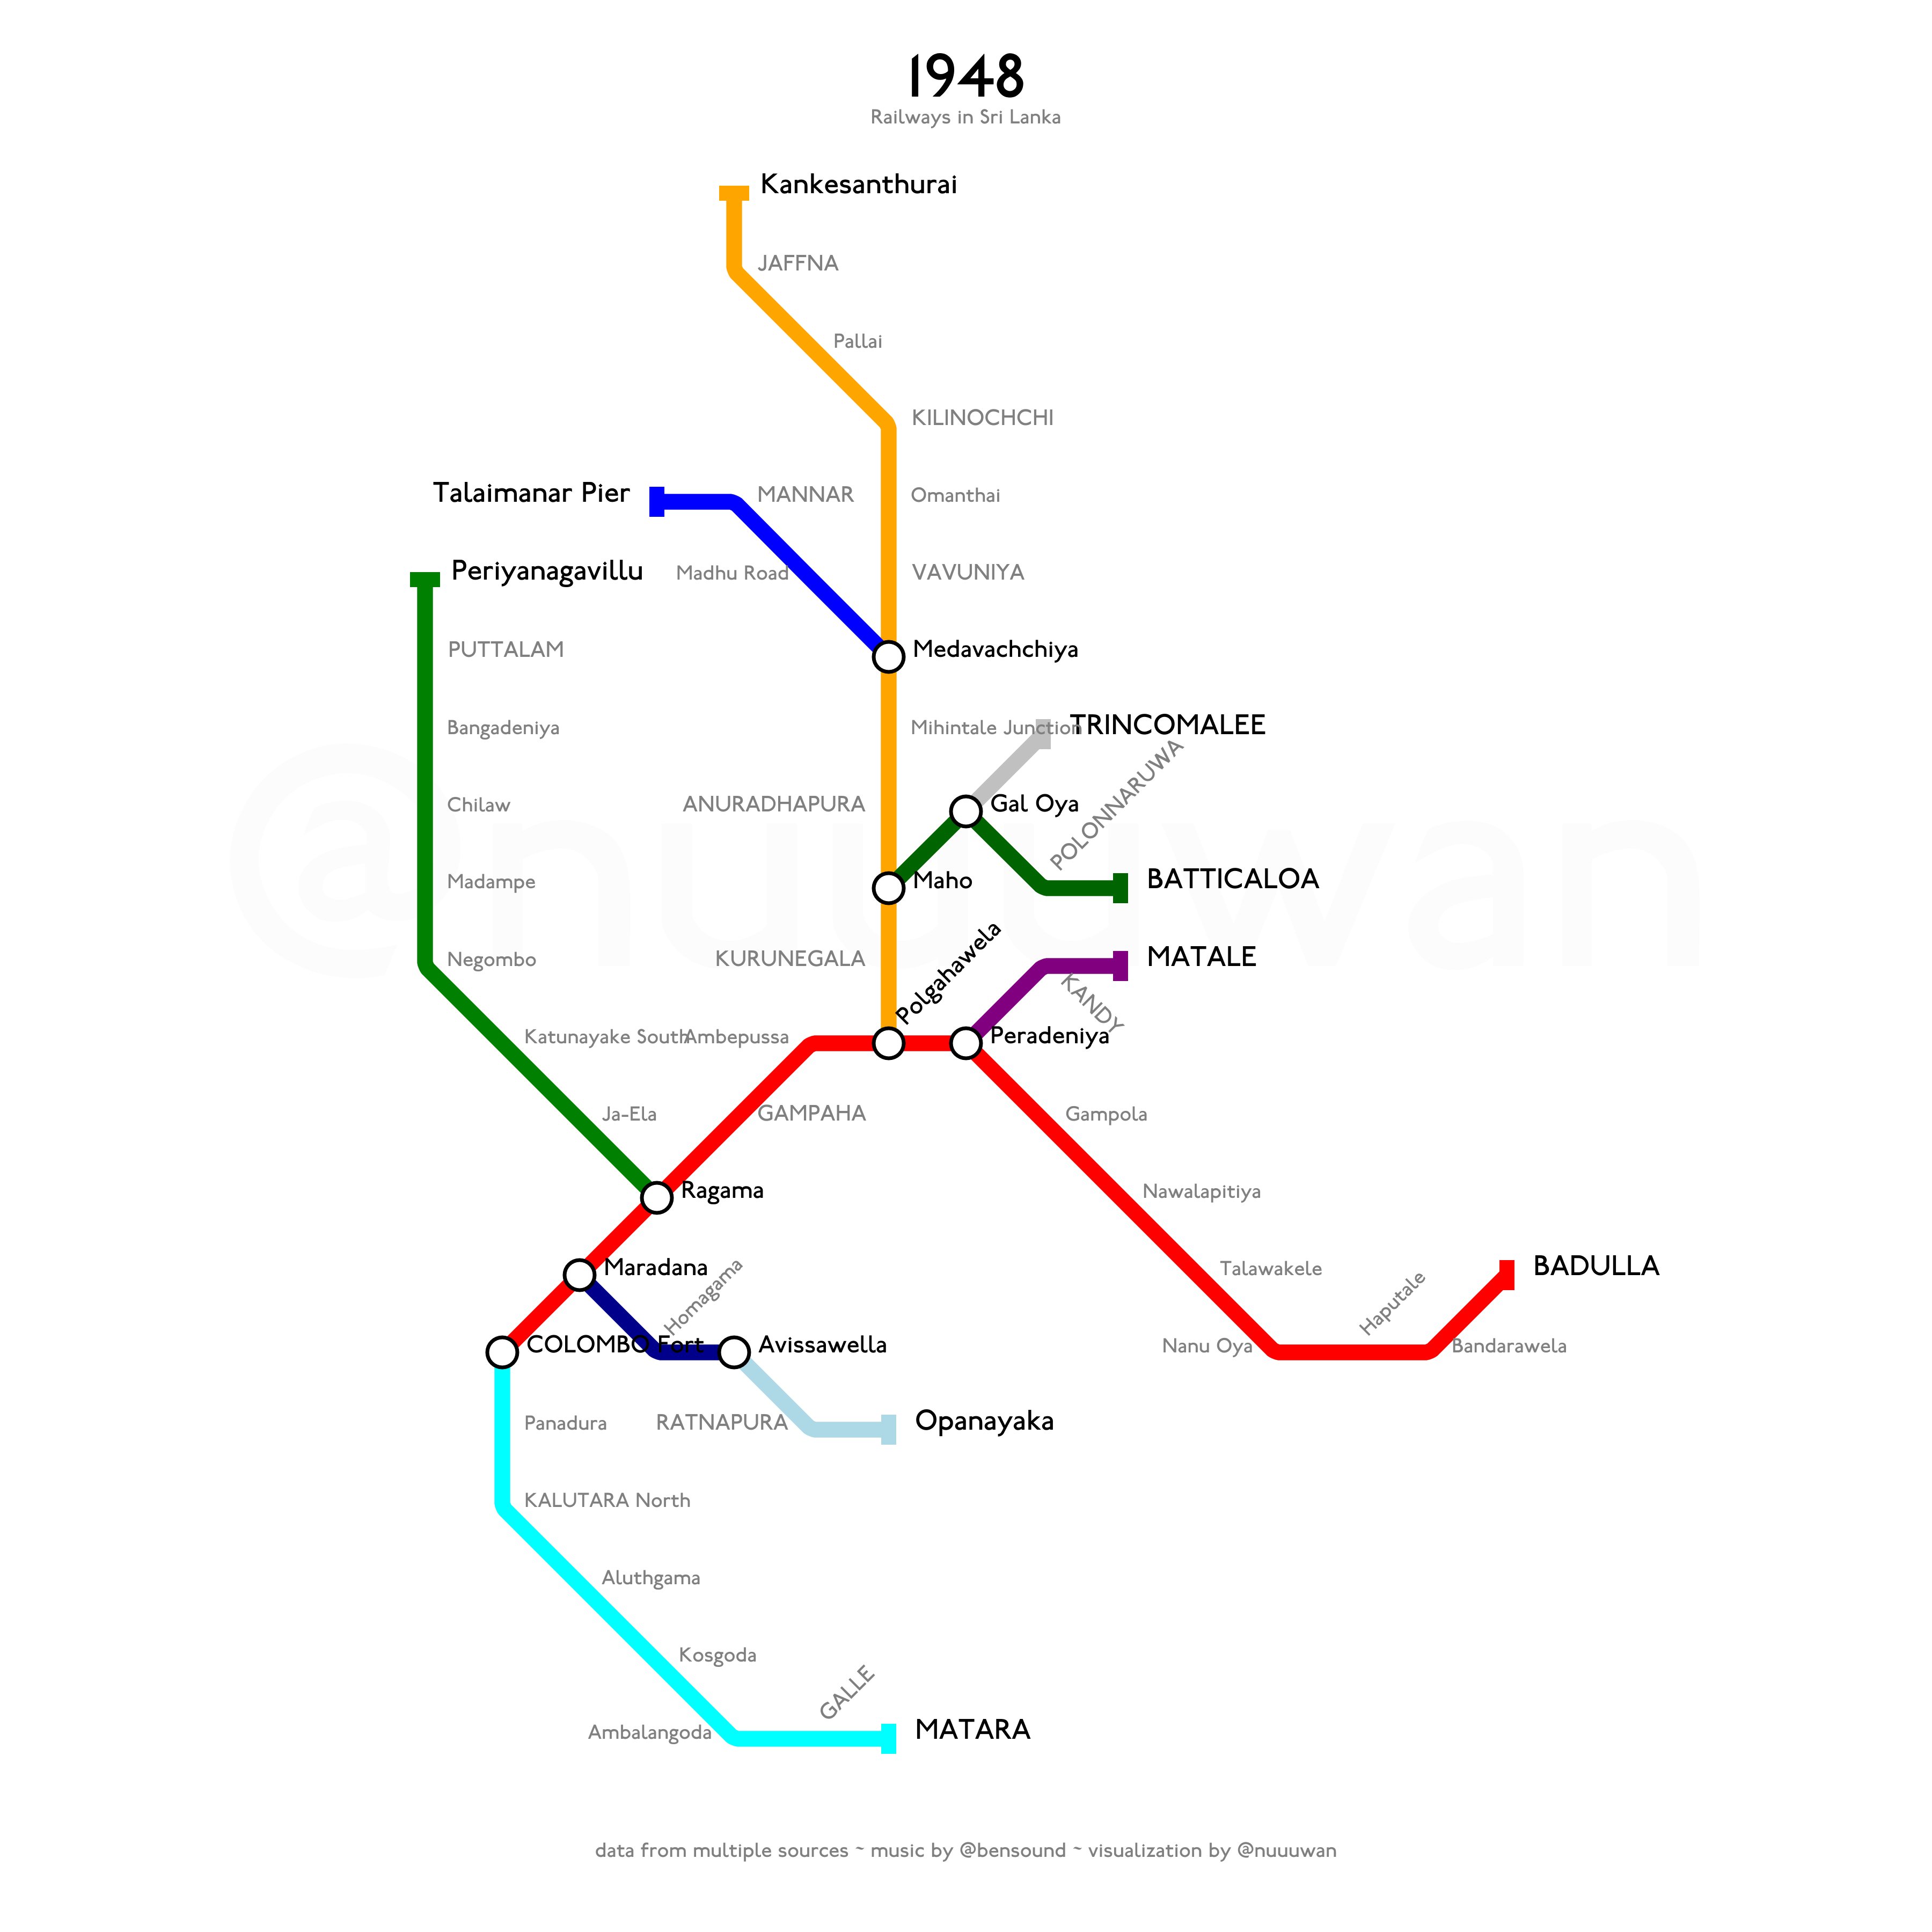 1948
Railways in Sri Lanka
Kankesanthurai
JAFFNA
Pallai
KILINOCHCHI
Talaimanar Pier
MANNAR
Omanthai
Periyanagavillu
Madhu Road
VAVUNIYA
PUTTALAM
Medavachchiya
Bangadeniya
Mihintale Junction
TRINCOMALEE
Chilaw
ANURADHAPURA
Gal Oya
POLONNARUWA
@nuuuwan
Madampe
Maho
BATTICALOA
Negombo
KURUNEGALA
Polgahawela
MATALE
KANDY
Katunayake South
Ambepussa
Peradeniya
Ja-Ela
GAMPAHA
Gampola
Ragama
Nawalapitiya
Maradana
Homagama
Talawakele
Haputale
BADULLA
COLOMBO Fort
Avissawella
Nanu Oya
Bandarawela
Panadura
RATNAPURA
Opanayaka
KALUTARA North
Aluthgama
Kosgoda
GALLE
Ambalangoda
MATARA
data from multiple sources ~ music by @bensound ~ visualization by @nuuuwan